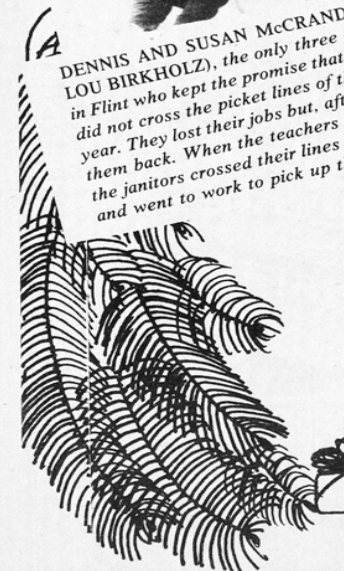 A
DENNIS AND SUSAN McCRAND
LOU BIRKHOLZ), the only three
in Flint who kept the promise that
did not cross the picket lines of
year. They lost their jobs but,
them back. When the teachers
the janitors crossed their lines
and went to work to pick up